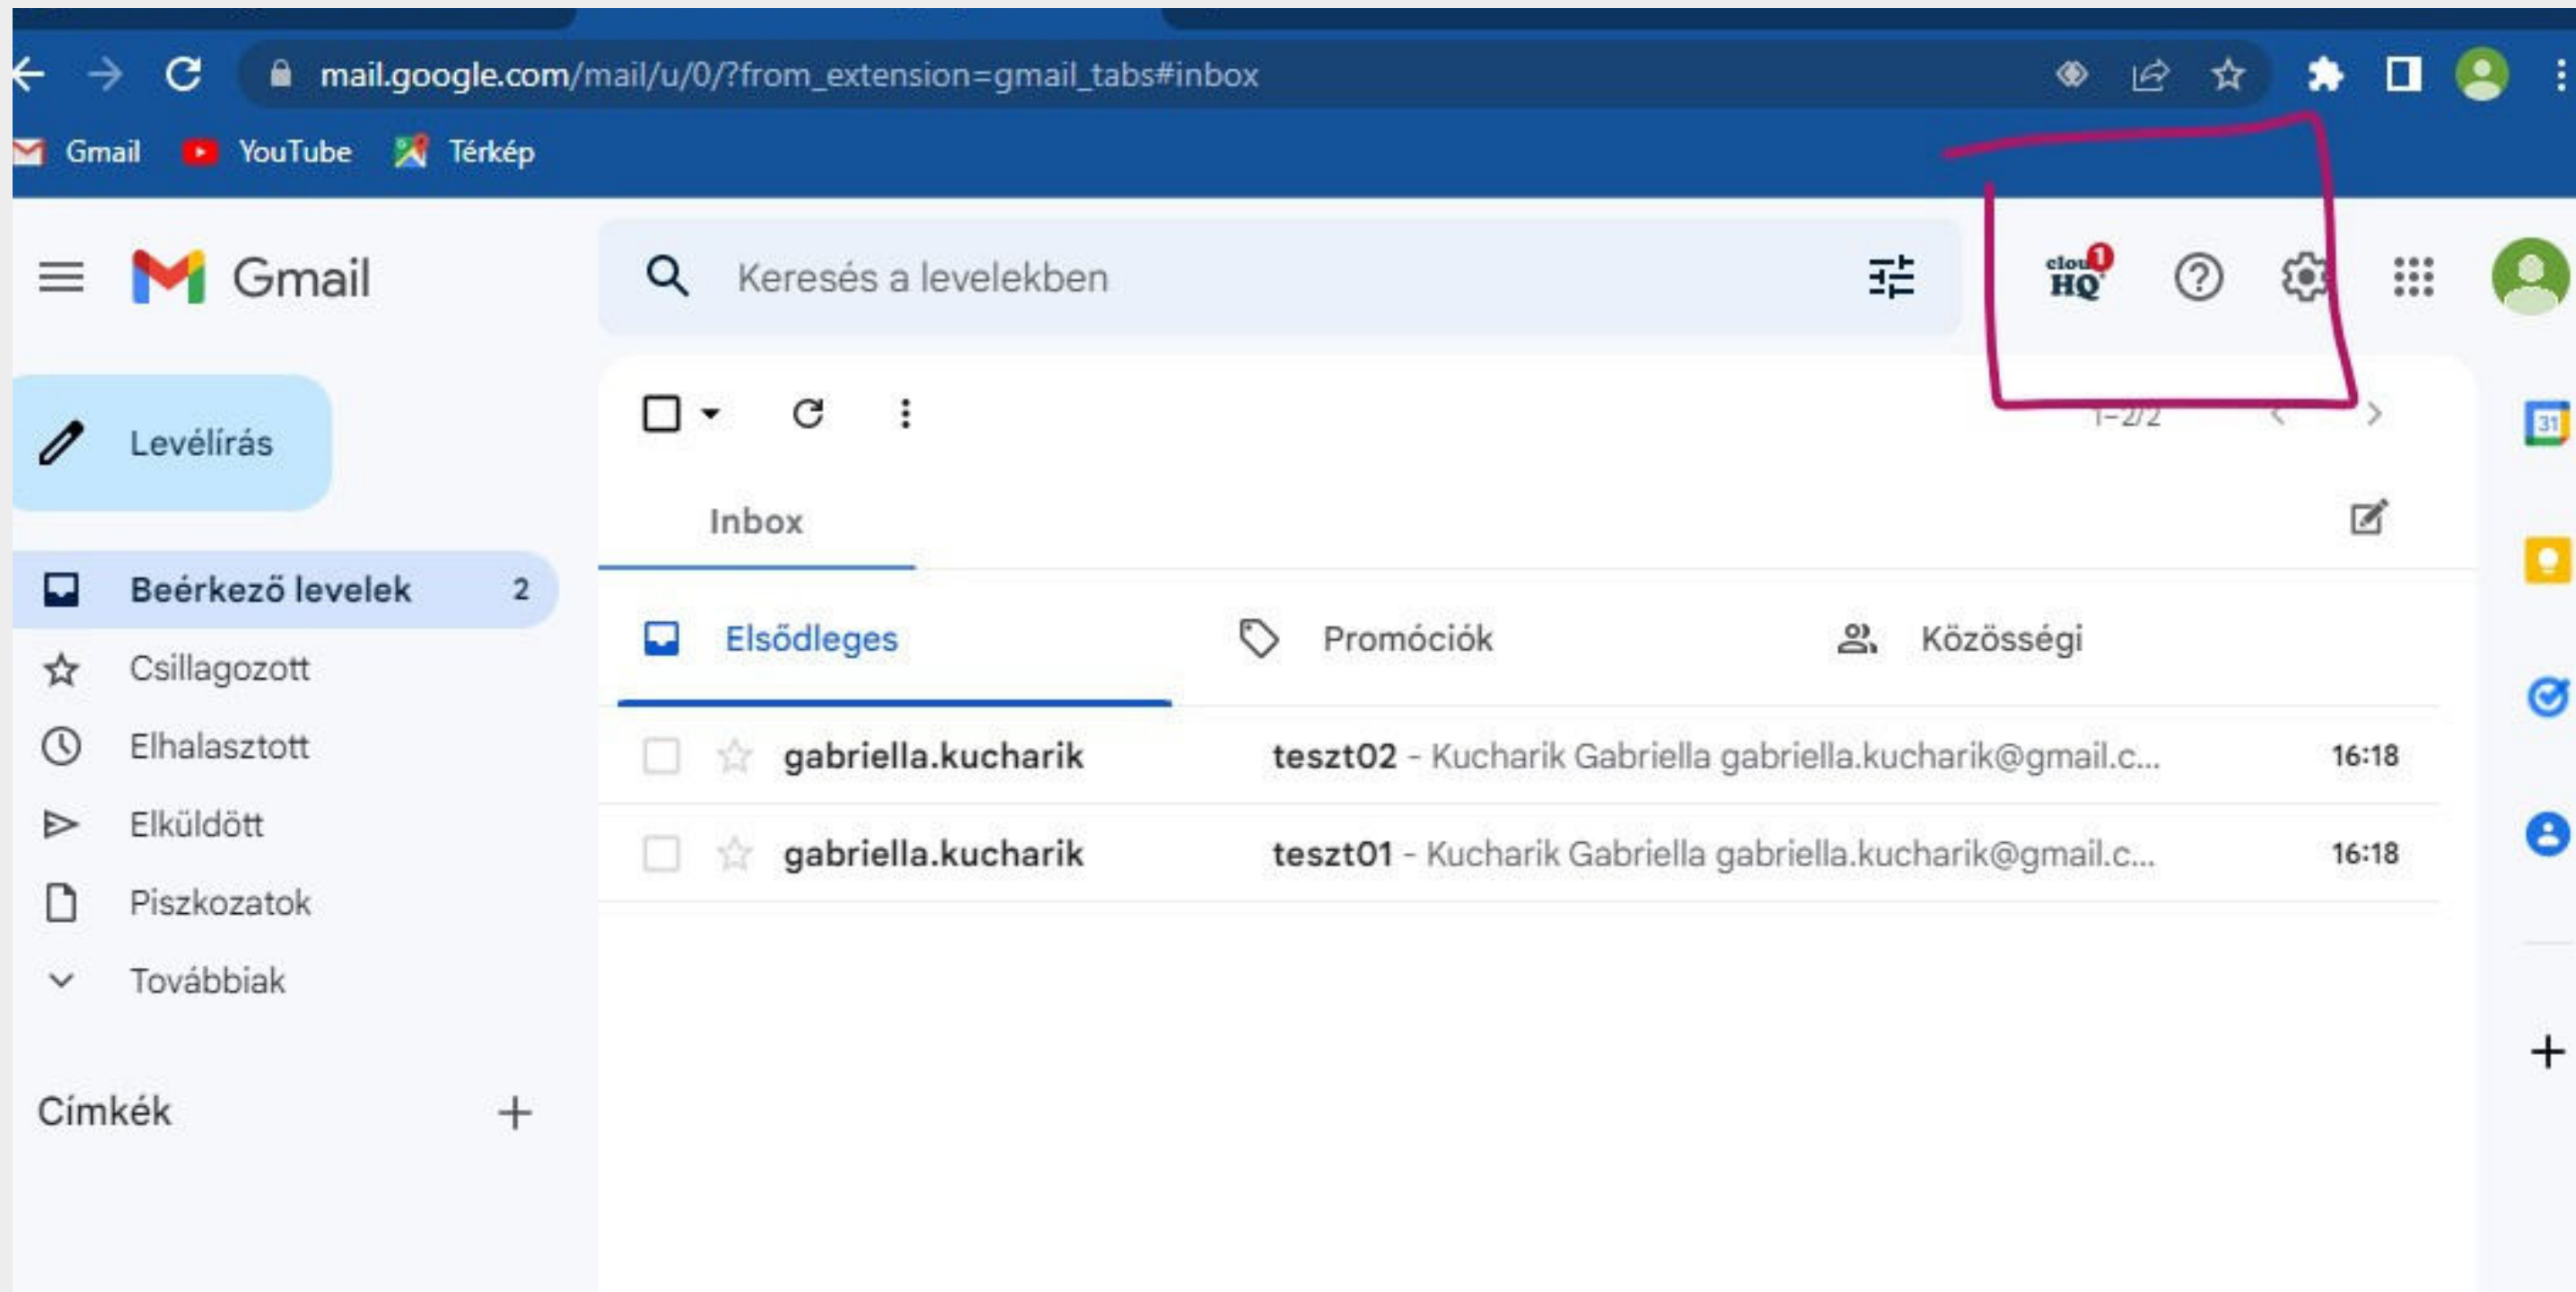 mail.google.com/mail/u/0/?from_extension=gmail_tabs#inbox
Gmail YouTube Térkép
Gmail Keresés a levelekben HQ 1
Levélírás
1–2/2
Inbox
Beérkező levelek 2
Csillagozott
Elhalasztott
Elküldött
Piszkozatok
Továbbiak
Címkék
Elsődleges Promóciók Közösségi
gabriella.kucharik teszt02 - Kucharik Gabriella gabriella.kucharik@gmail.c... 16:18
gabriella.kucharik teszt01 - Kucharik Gabriella gabriella.kucharik@gmail.c... 16:18
31